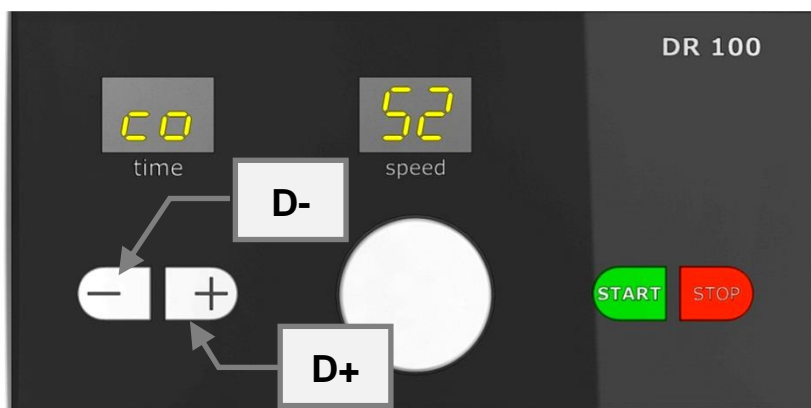 DR 100
co
52
time
speed
D-
− +
START STOP
D+